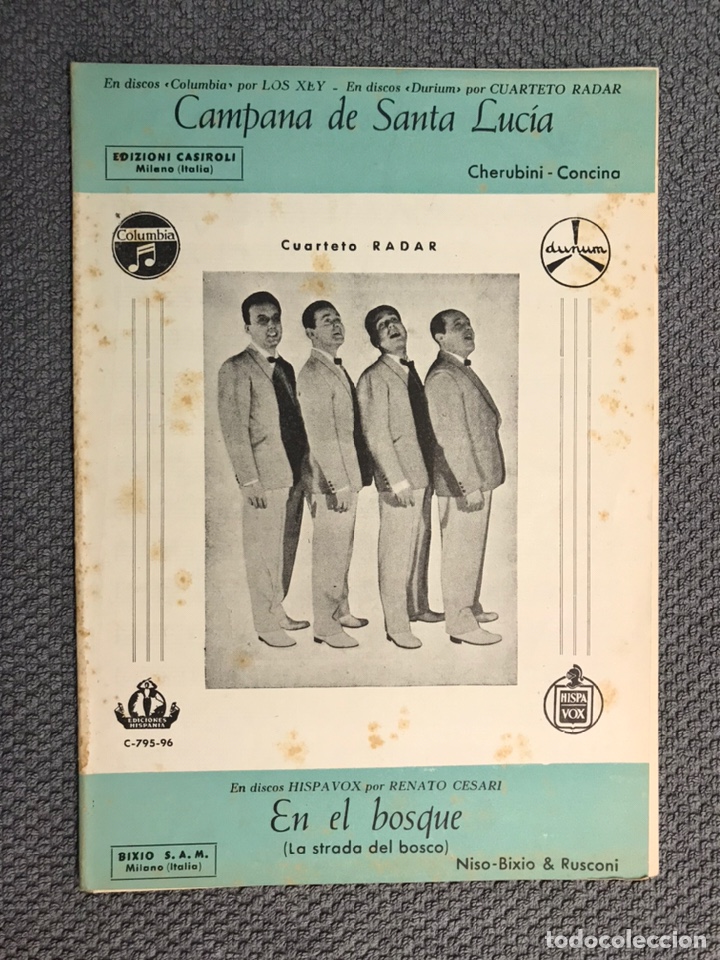 En discos «Columbia» por LOS XEY - En discos «Durium» por CUARTETO RADAR
Campana de Santa Lucía
EDIZIONI CASIROLI
Milano (Italia)
Cherubini - Concina
Columbia
Cuarteto RADAR
durium
EDICIONES
HISPANIA
C-795-96
HISPA
VOX
En discos HISPAVOX por RENATO CESARI
En el bosque
(La strada del bosco)
BIXIO S.A.M.
Milano (Italia)
Niso-Bixio & Rusconi
todocoleccion
todocoleccion.net